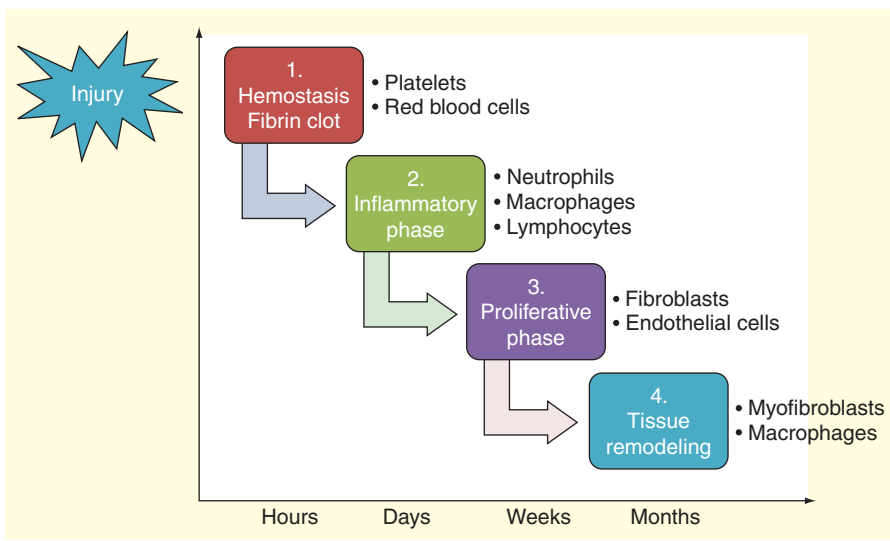 Injury
1.
Hemostasis
Fibrin clot
• Platelets
• Red blood cells
2.
Inflammatory
phase
• Neutrophils
• Macrophages
• Lymphocytes
3.
Proliferative
phase
• Fibroblasts
• Endothelial cells
4.
Tissue
remodeling
• Myofibroblasts
• Macrophages
Hours Days Weeks Months